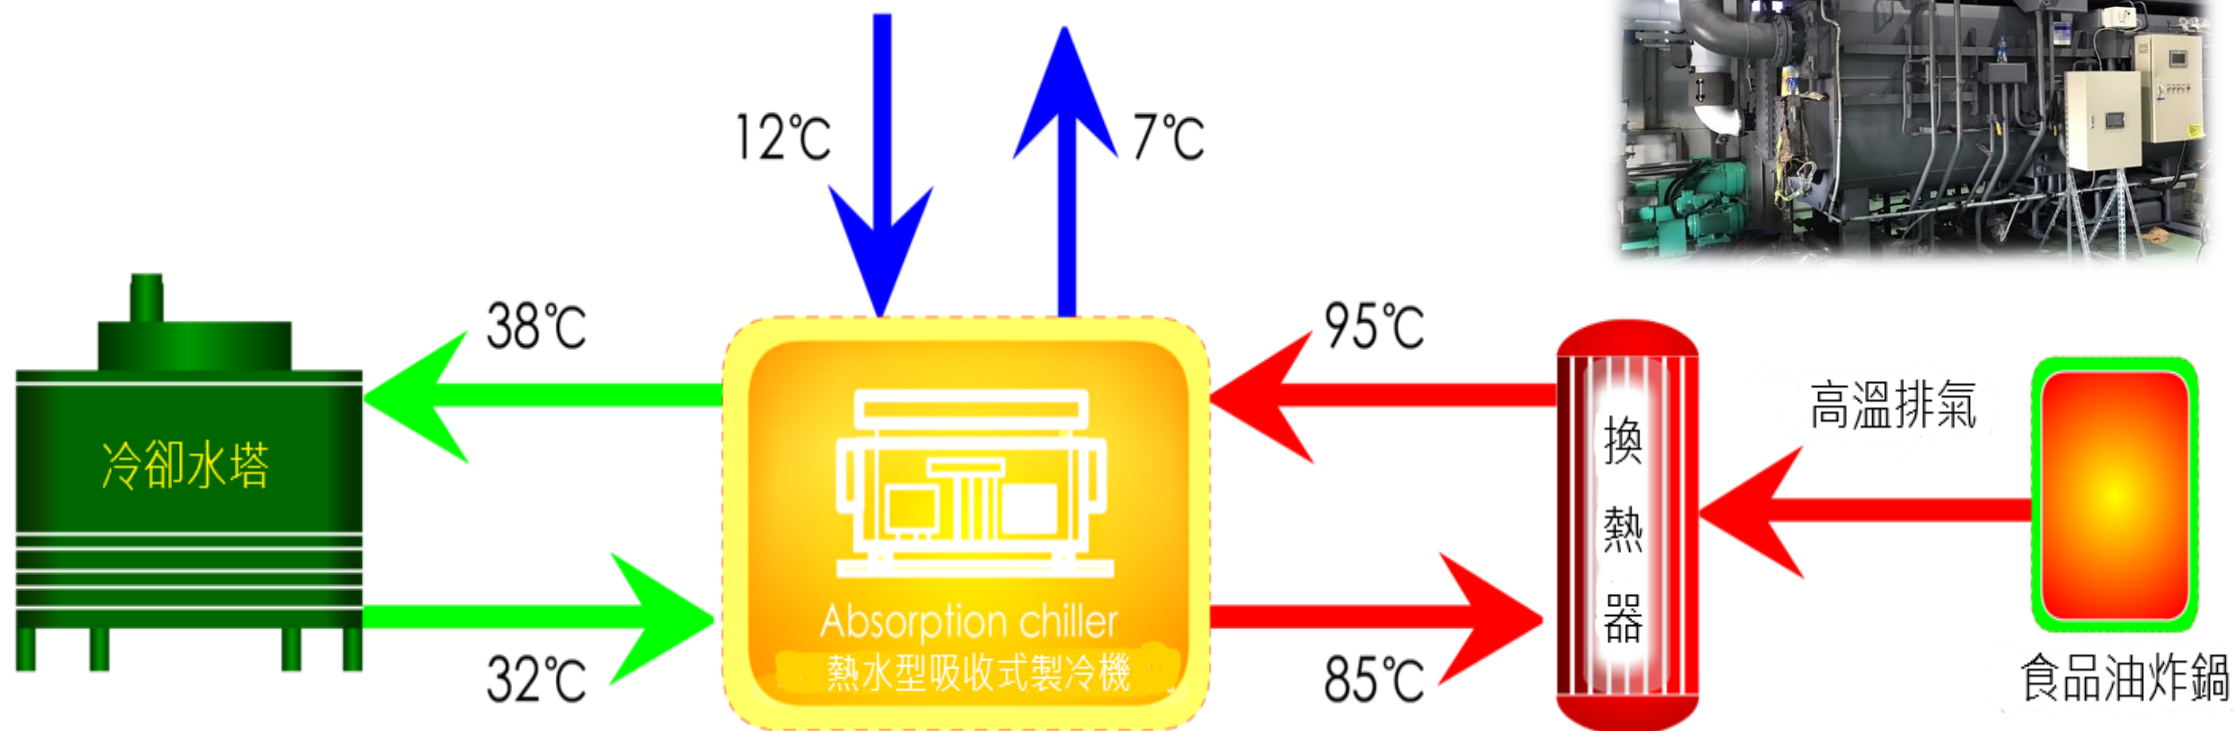 12℃
7℃
38℃
95℃
高溫排氣
冷卻水塔
換
熱
器
Absorption chiller
熱水型吸收式製冷機
32℃
85℃
食品油炸鍋